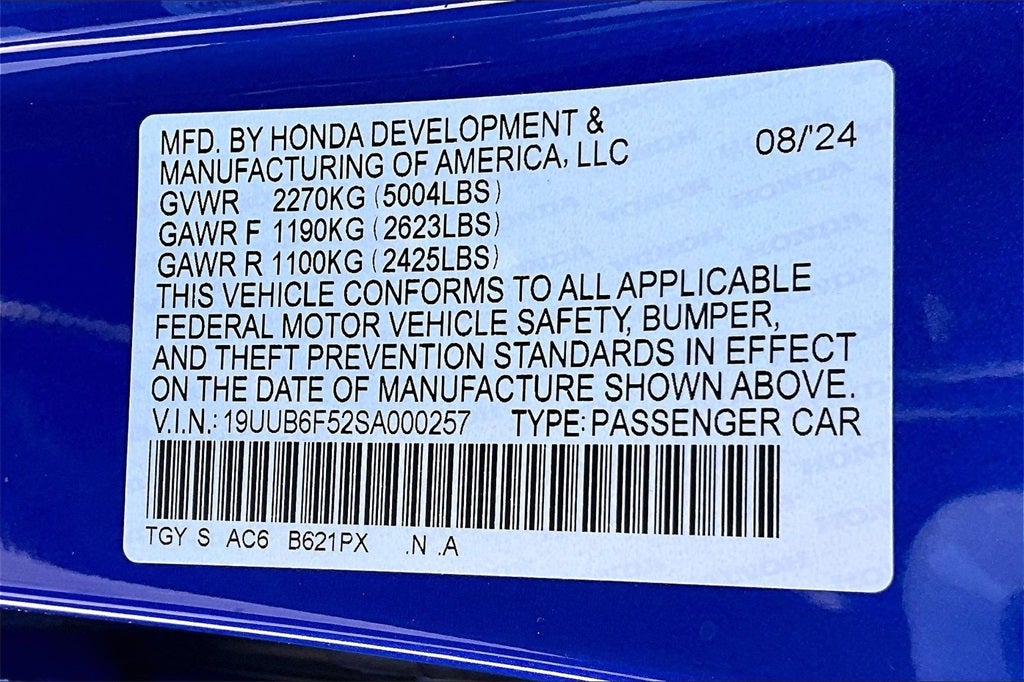 MFD. BY HONDA DEVELOPMENT &
MANUFACTURING OF AMERICA, LLC 08/'24
GVWR 2270KG (5004LBS)
GAWR F 1190KG (2623LBS)
GAWR R 1100KG (2425LBS)
THIS VEHICLE CONFORMS TO ALL APPLICABLE
FEDERAL MOTOR VEHICLE SAFETY, BUMPER,
AND THEFT PREVENTION STANDARDS IN EFFECT
ON THE DATE OF MANUFACTURE SHOWN ABOVE.
V.I.N.: 19UUB6F52SA000257 TYPE: PASSENGER CAR
TGY S AC6 B621PX .N .A